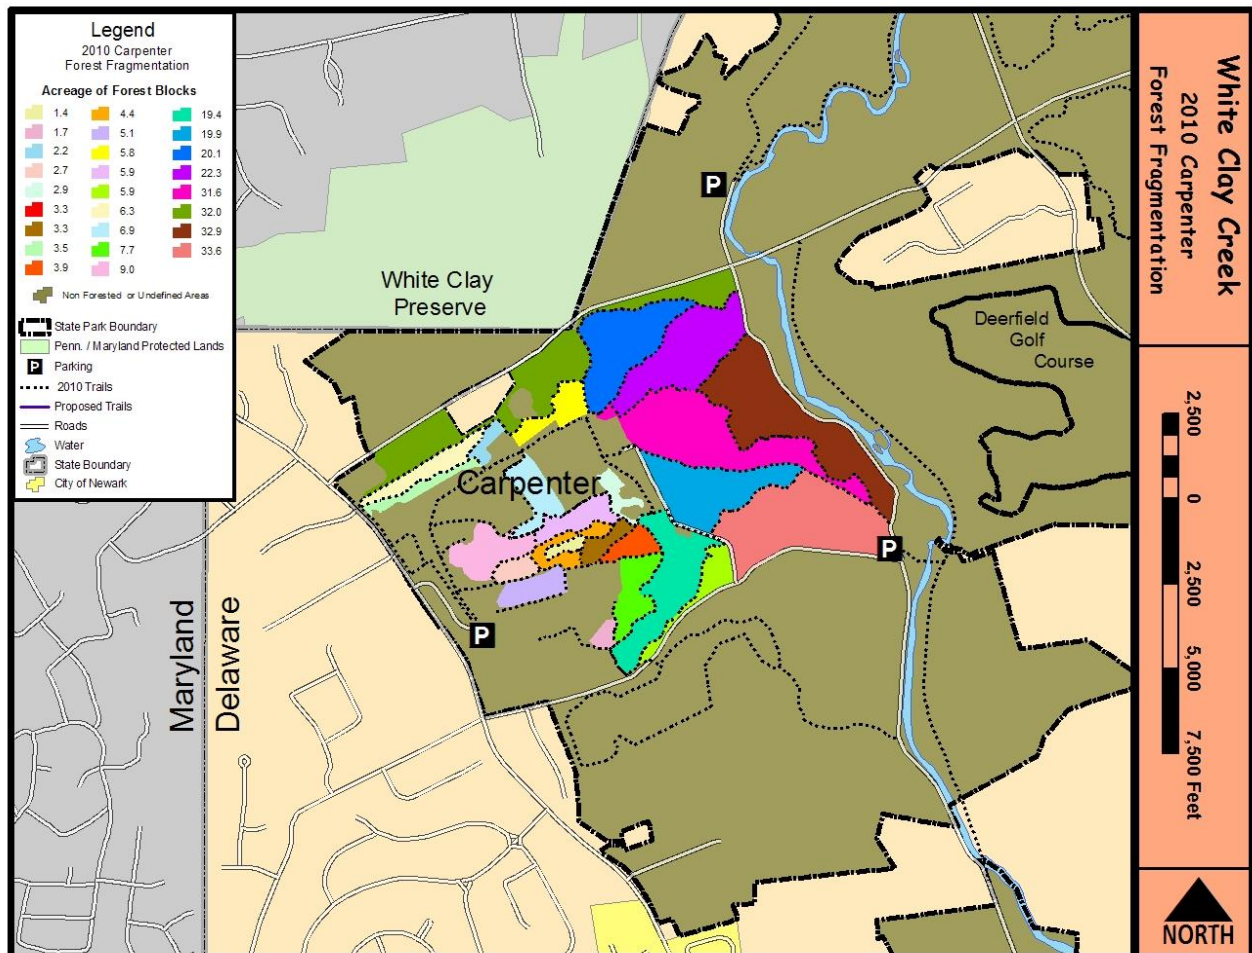 Legend
2010 Carpenter
Forest Fragmentation
Acreage of Forest Blocks
1.4 4.4 19.4
1.7 5.1 19.9
2.2 5.8 20.1
2.7 5.9 22.3
2.9 5.9 31.6
3.3 6.3 32.0
3.3 6.9 32.9
3.5 7.7 33.6
3.9 9.0
Non Forested or Undefined Areas
State Park Boundary
Penn. / Maryland Protected Lands
P Parking
2010 Trails
Proposed Trails
Roads
Water
State Boundary
City of Newark
White Clay
Preserve
P
Deerfield
Golf
Course
Carpenter
P
P
Maryland
Delaware
White Clay Creek
2010 Carpenter
Forest Fragmentation
2,500 0 2,500 5,000 7,500 Feet
NORTH